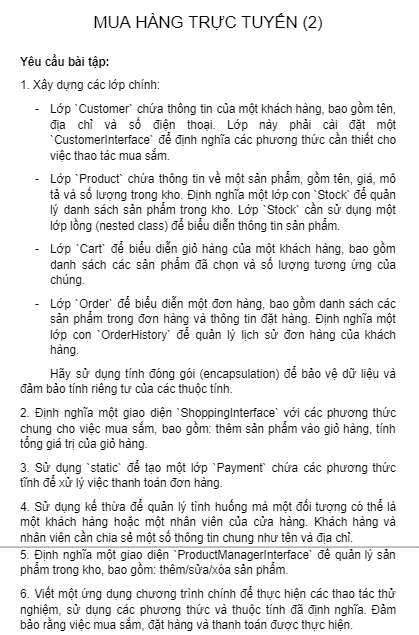 MUA HÀNG TRỰC TUYẾN (2)
Yêu cầu bài tập:
1. Xây dựng các lớp chính:
- Lớp `Customer` chứa thông tin của một khách hàng, bao gồm tên,
địa chỉ và số điện thoại. Lớp này phải cài đặt một
`CustomerInterface` để định nghĩa các phương thức cần thiết cho
việc thao tác mua sắm.
- Lớp `Product` chứa thông tin về một sản phẩm, gồm tên, giá, mô
tả và số lượng trong kho. Định nghĩa một lớp con `Stock` để quản
lý danh sách sản phẩm trong kho. Lớp `Stock` cần sử dụng một
lớp lồng (nested class) để biểu diễn thông tin sản phẩm.
- Lớp `Cart` để biểu diễn giỏ hàng của một khách hàng, bao gồm
danh sách các sản phẩm đã chọn và số lượng tương ứng của
chúng.
- Lớp `Order` để biểu diễn một đơn hàng, bao gồm danh sách các
sản phẩm trong đơn hàng và thông tin đặt hàng. Định nghĩa một
lớp con `OrderHistory` để quản lý lịch sử đơn hàng của khách
hàng.
Hãy sử dụng tính đóng gói (encapsulation) để bảo vệ dữ liệu và
đảm bảo tính riêng tư của các thuộc tính.
2. Định nghĩa một giao diện `ShoppingInterface` với các phương thức
chung cho việc mua sắm, bao gồm: thêm sản phẩm vào giỏ hàng, tính
tổng giá trị của giỏ hàng.
3. Sử dụng `static` để tạo một lớp `Payment` chứa các phương thức
tĩnh để xử lý việc thanh toán đơn hàng.
4. Sử dụng kế thừa để quản lý tình huống mà một đối tượng có thể là
một khách hàng hoặc một nhân viên của cửa hàng. Khách hàng và
nhân viên cần chia sẻ một số thông tin chung như tên và địa chỉ.
5. Định nghĩa một giao diện `ProductManagerInterface` để quản lý sản
phẩm trong kho, bao gồm: thêm/sửa/xóa sản phẩm.
6. Viết một ứng dụng chương trình chính để thực hiện các thao tác thử
nghiệm, sử dụng các phương thức và thuộc tính đã định nghĩa. Đảm
bảo rằng việc mua sắm, đặt hàng và thanh toán được thực hiện.